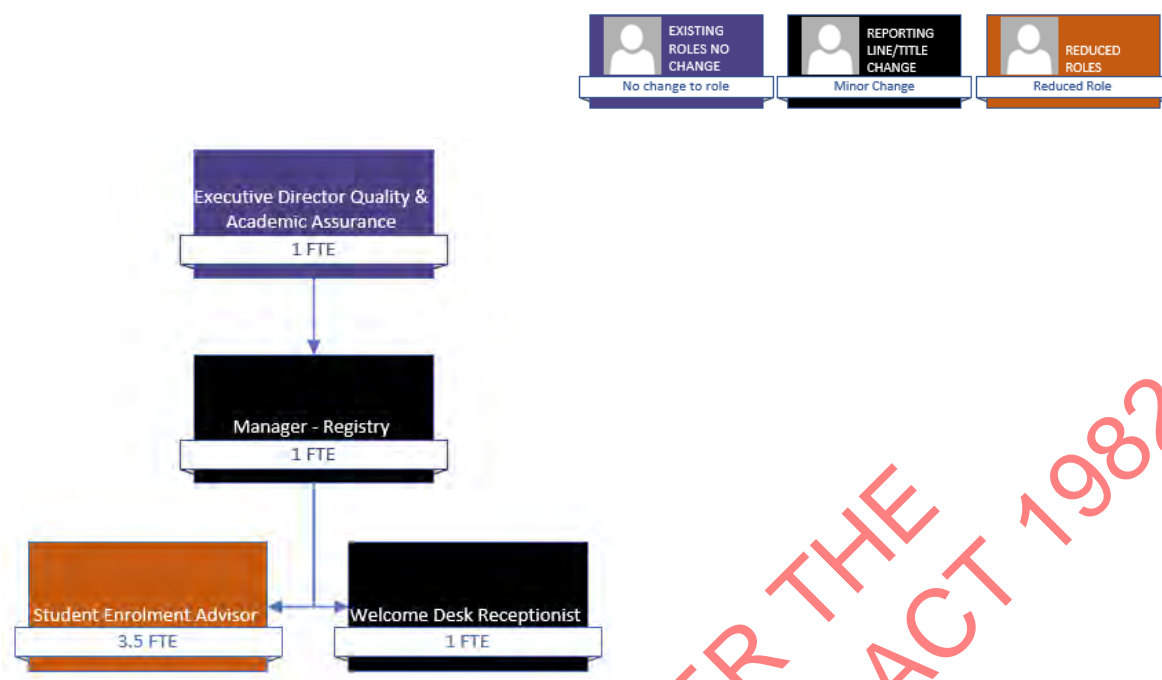 EXISTING
ROLES NO
CHANGE
No change to role
REPORTING
LINE/TITLE
CHANGE
Minor Change
REDUCED
ROLES
Reduced Role
Executive Director Quality &
Academic Assurance
1 FTE
Manager - Registry
1 FTE
Student Enrolment Advisor
3.5 FTE
Welcome Desk Receptionist
1 FTE
THE
ACT 1982